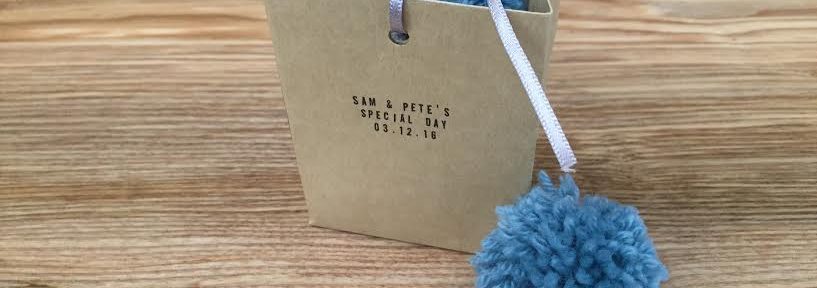 SAM & PETE'S
SPECIAL DAY
03.12.16